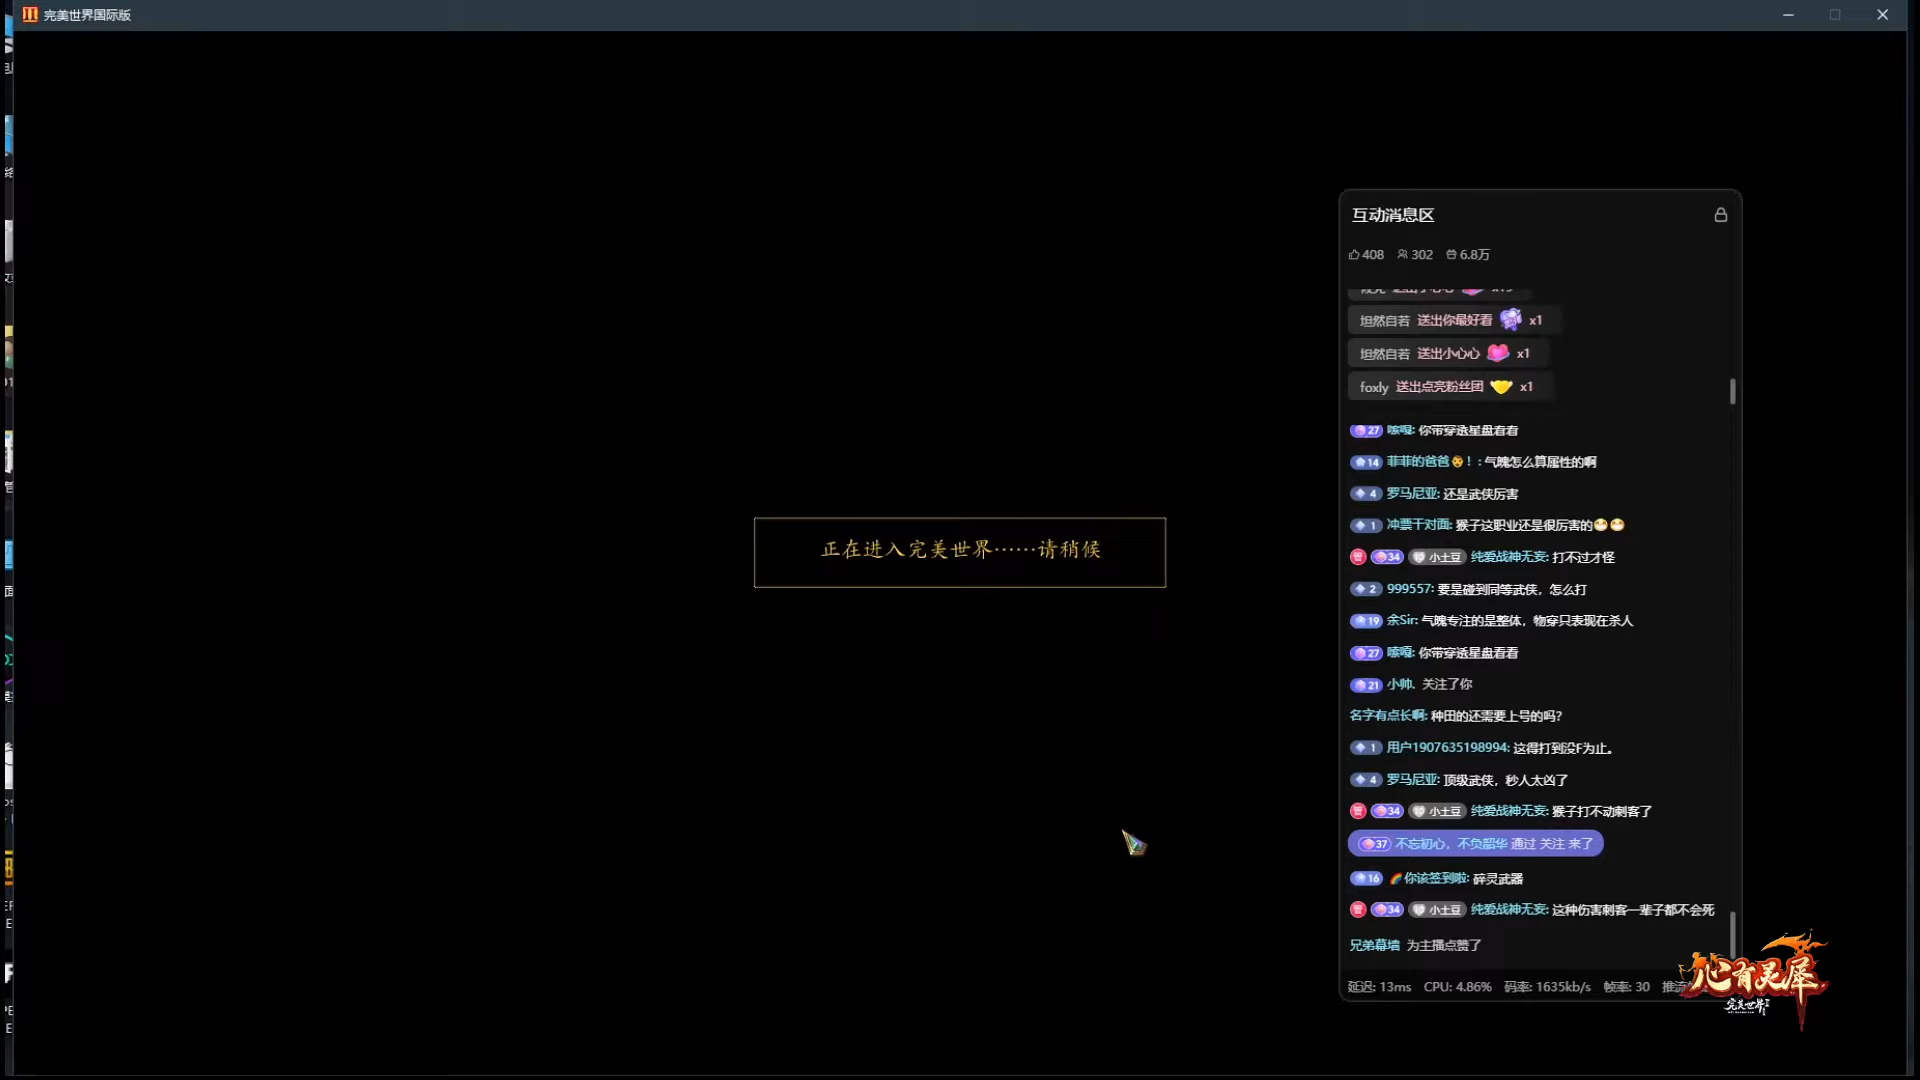 完美世界国际版
互动消息区
408 302 6.8万
坦然自若 送出你最好看 x1
坦然自若 送出小心心 x1
foxly 送出点亮粉丝团 x1
27 嚓嘎: 你带穿透星盘看看
14 菲菲的爸爸！: 气魄怎么算属性的啊
4 罗马尼亚: 还是武侠厉害
1 冲票干对面: 猴子这职业还是很厉害的
管 34 小土豆 纯爱战神无妄: 打不过才怪
2 999557: 要是碰到同等武侠，怎么打
19 余Sir: 气魄专注的是整体，物穿只表现在杀人
27 嚓嘎: 你带穿透星盘看看
21 小帅. 关注了你
名字有点长啊: 种田的还需要上号的吗?
1 用户1907635198994: 这得打到没F为止。
4 罗马尼亚: 顶级武侠，秒人太凶了
管 34 小土豆 纯爱战神无妄: 猴子打不动刺客了
37 不忘初心，不负韶华 通过 关注 来了
16 你该签到啦: 碎灵武器
管 34 小土豆 纯爱战神无妄: 这种伤害刺客一辈子都不会死
兄弟幕墙 为主播点赞了
延迟: 13ms CPU: 4.86% 码率: 1635kb/s 帧率: 30 推流
正在进入完美世界……请稍候
心有灵犀
完美世界